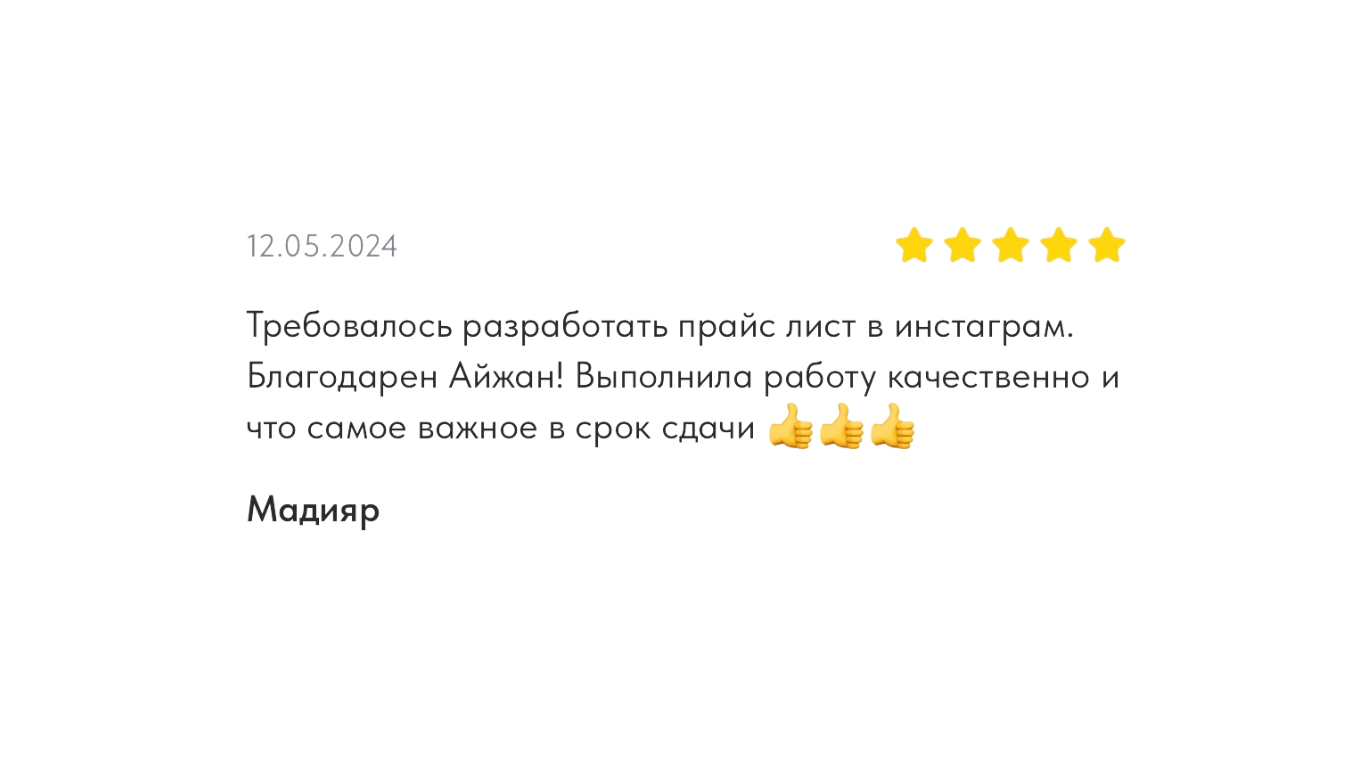 12.05.2024
Требовалось разработать прайс лист в инстаграм.
Благодарен Айжан! Выполнила работу качественно и
что самое важное в срок сдачи 👍👍👍
Мадияр